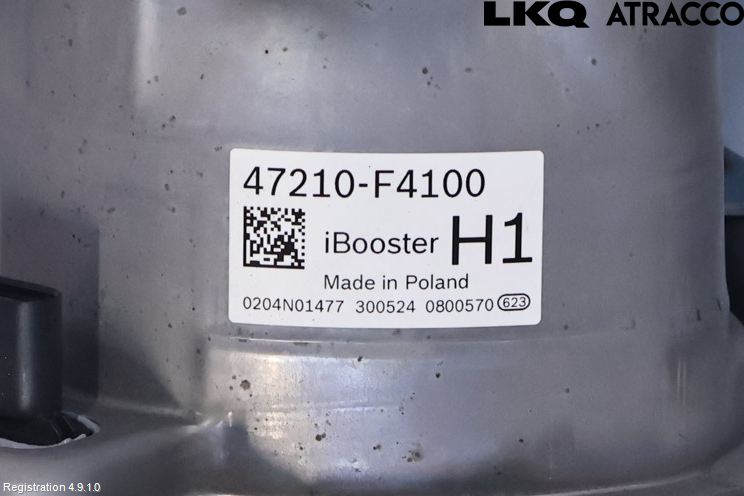 LKQ ATRACCO
47210-F4100
iBooster H1
Made in Poland
0204N01477 300524 0800570 623
Registration 4.9.1.0